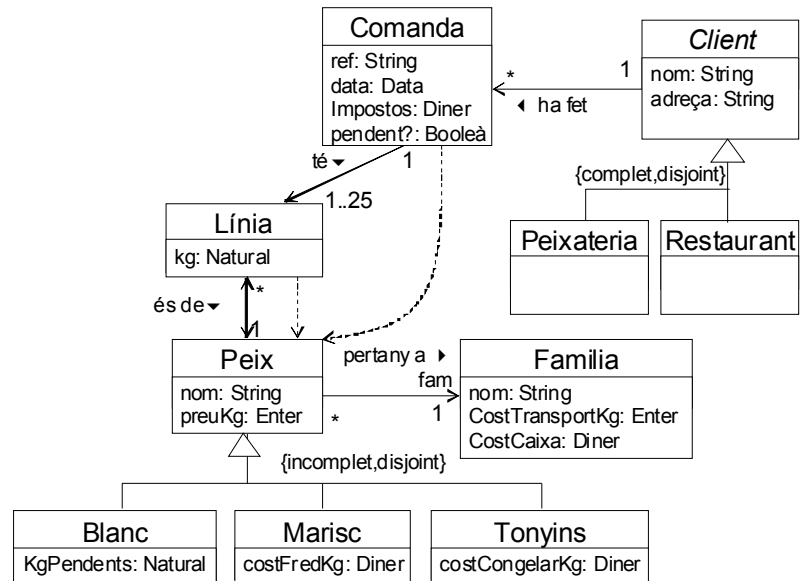 Comanda
ref: String
data: Data
Impostos: Diner
pendent?: Booleà
Client
nom: String
adreça: String
* 1
◄ ha fet
té ▼ 1
1..25
{complet,disjoint}
Peixateria
Restaurant
Línia
kg: Natural
*
és de ▼
1
Peix
nom: String
preuKg: Enter
pertany a ►
fam
* 1
Família
nom: String
CostTransportKg: Enter
CostCaixa: Diner
{incomplet,disjoint}
Blanc
KgPendents: Natural
Marisc
costFredKg: Diner
Tonyins
costCongelarKg: Diner